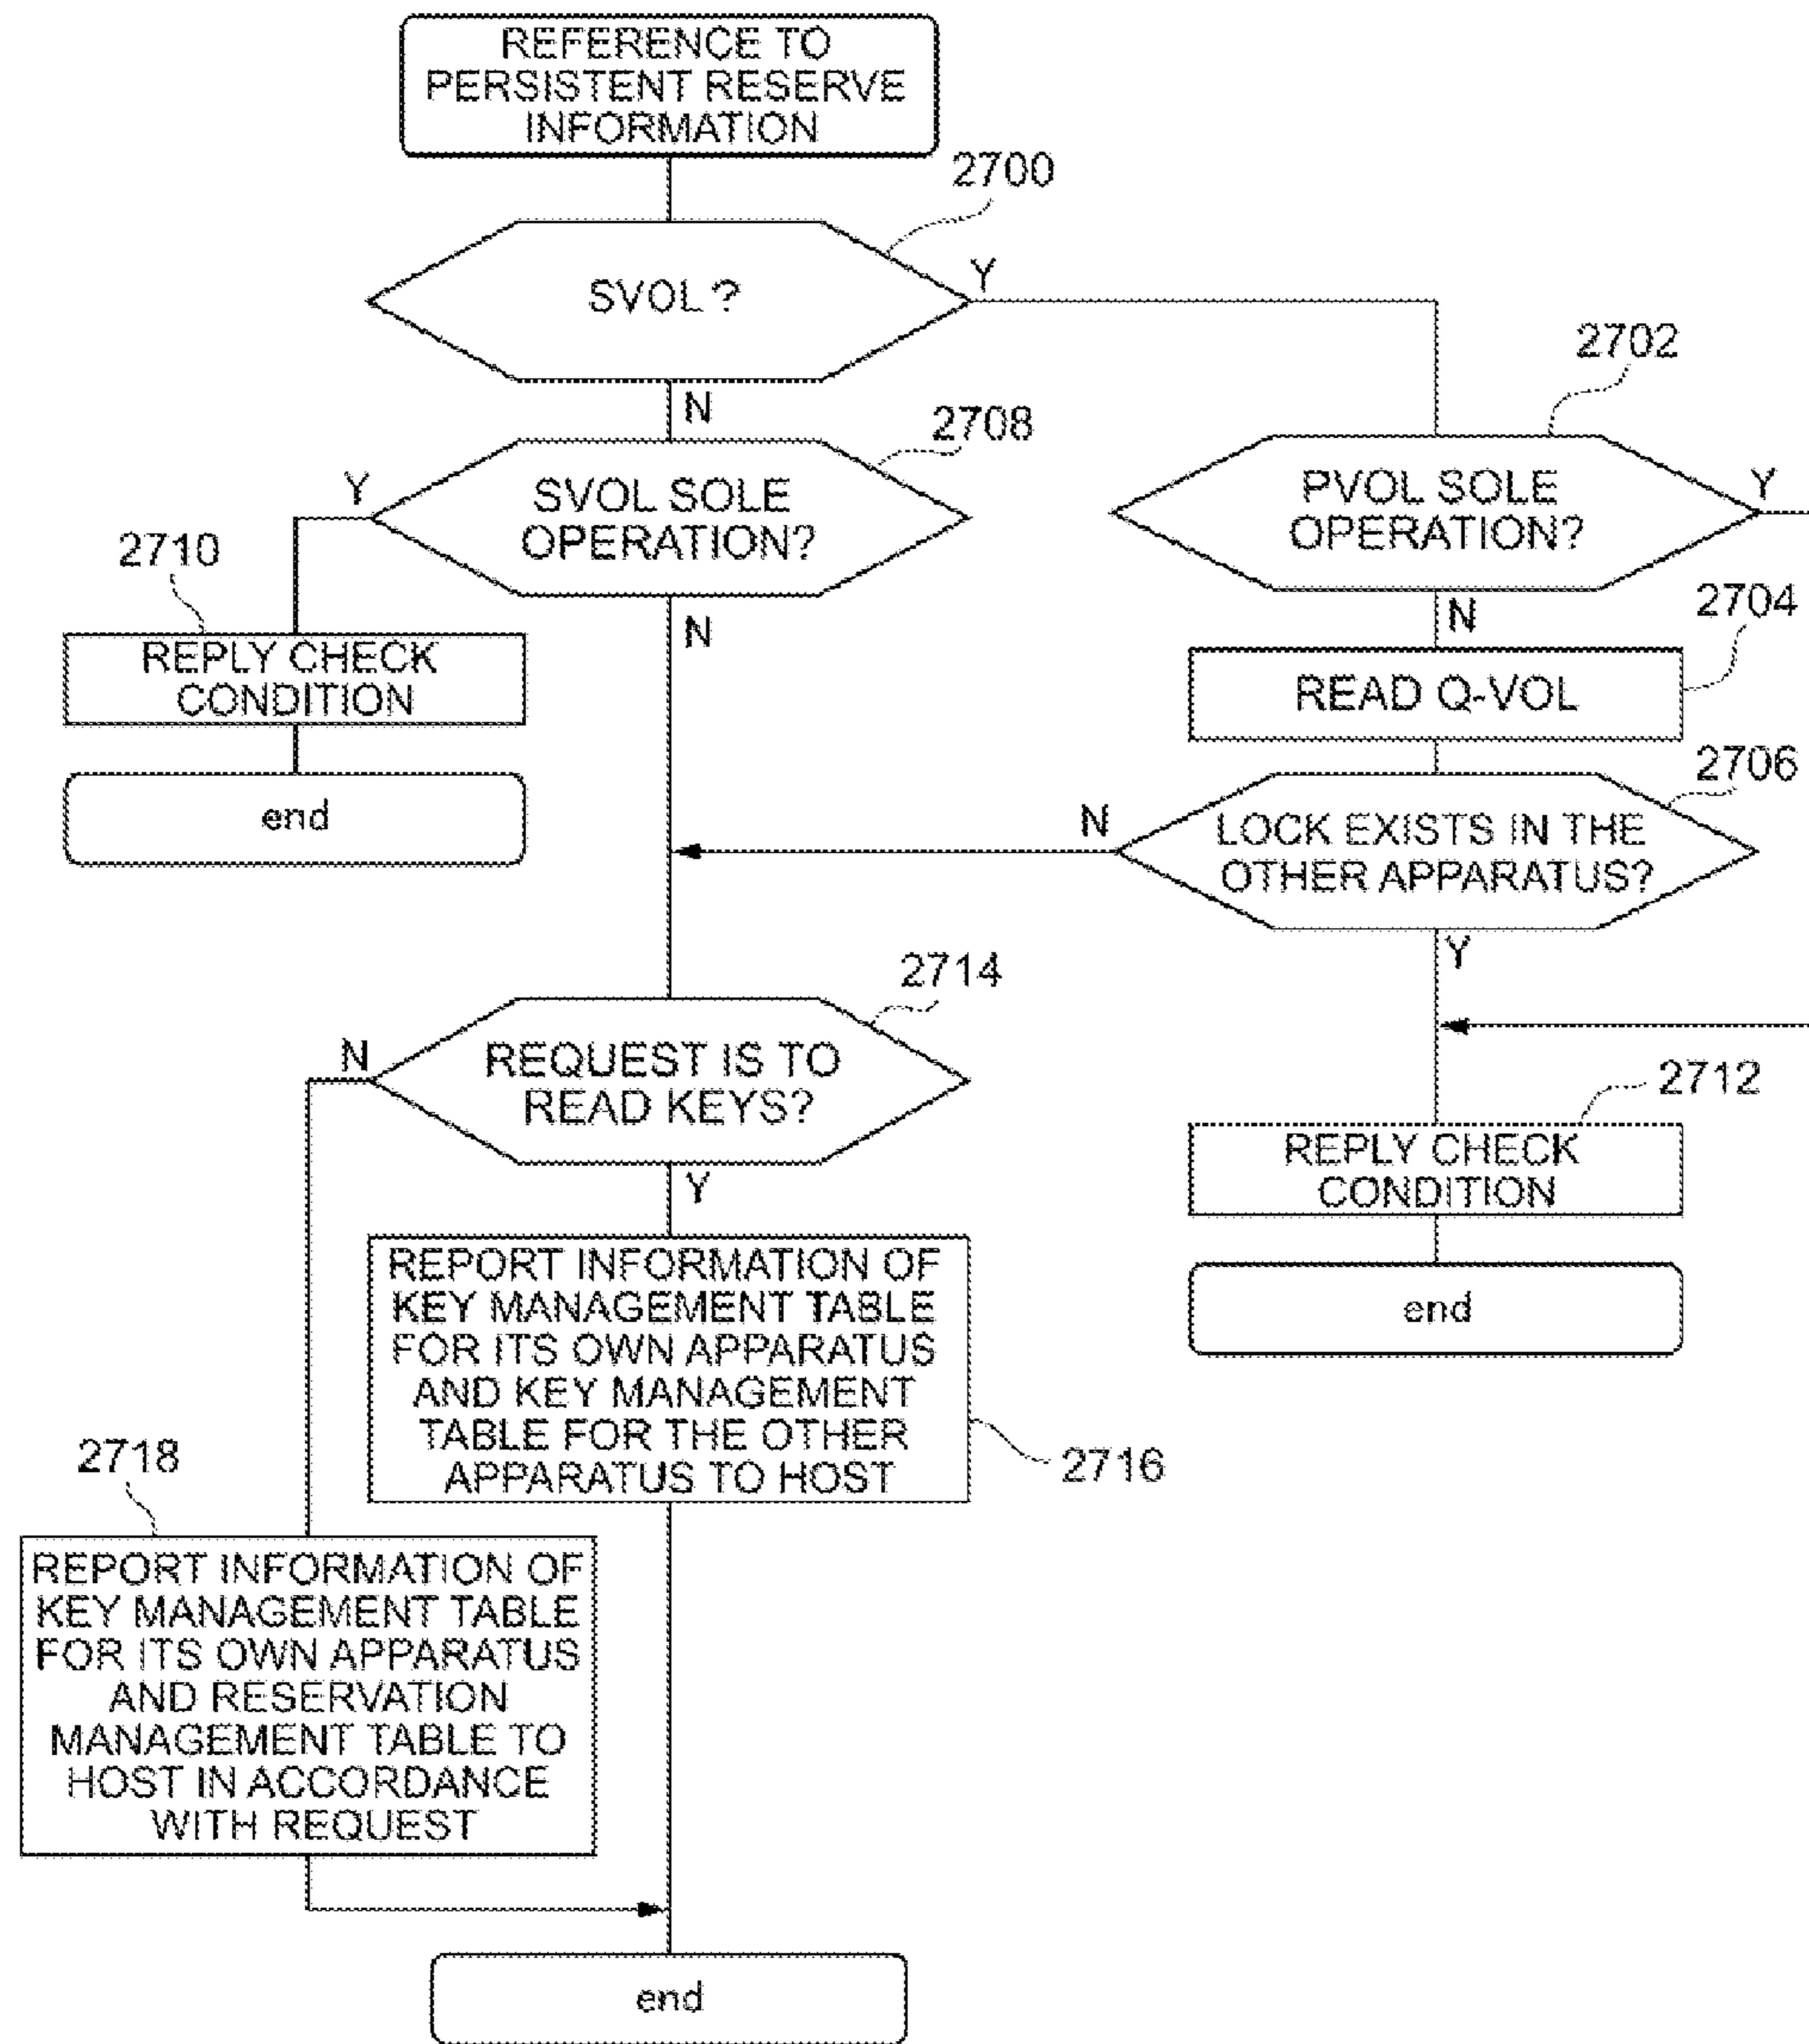 REFERENCE TO
PERSISTENT RESERVE
INFORMATION
2700
SVOL ?
Y
N
2702
PVOL SOLE
OPERATION?
Y
N
2708
SVOL SOLE
OPERATION?
Y
N
2710
REPLY CHECK
CONDITION
end
2704
READ Q-VOL
2706
LOCK EXISTS IN THE
OTHER APPARATUS?
N
Y
2714
REQUEST IS TO
READ KEYS?
N
Y
2712
REPLY CHECK
CONDITION
end
REPORT INFORMATION OF
KEY MANAGEMENT TABLE
FOR ITS OWN APPARATUS
AND KEY MANAGEMENT
TABLE FOR THE OTHER
APPARATUS TO HOST
2716
2718
REPORT INFORMATION OF
KEY MANAGEMENT TABLE
FOR ITS OWN APPARATUS
AND RESERVATION
MANAGEMENT TABLE TO
HOST IN ACCORDANCE
WITH REQUEST
end